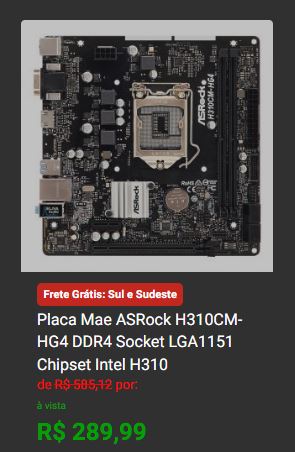 ASRock
H310CM-HG4
ASRock
Frete Grátis: Sul e Sudeste
Placa Mae ASRock H310CM-
HG4 DDR4 Socket LGA1151
Chipset Intel H310
de R$ 585,12 por:
à vista
R$ 289,99